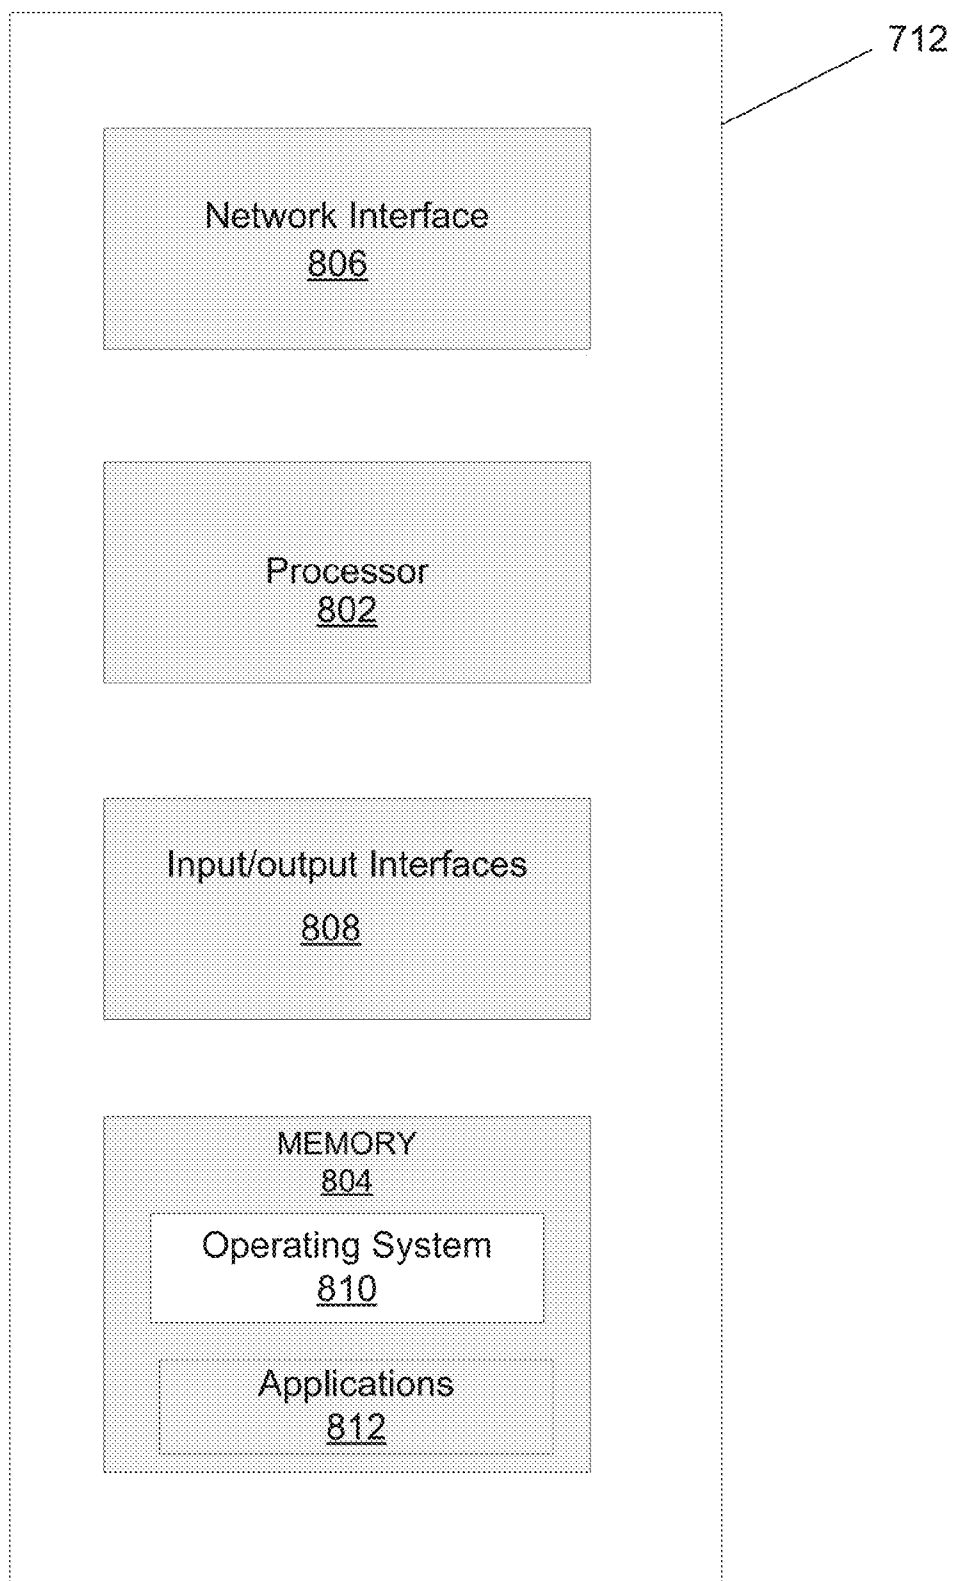 712
Network Interface
806
Processor
802
Input/output Interfaces
808
MEMORY
804
Operating System
810
Applications
812